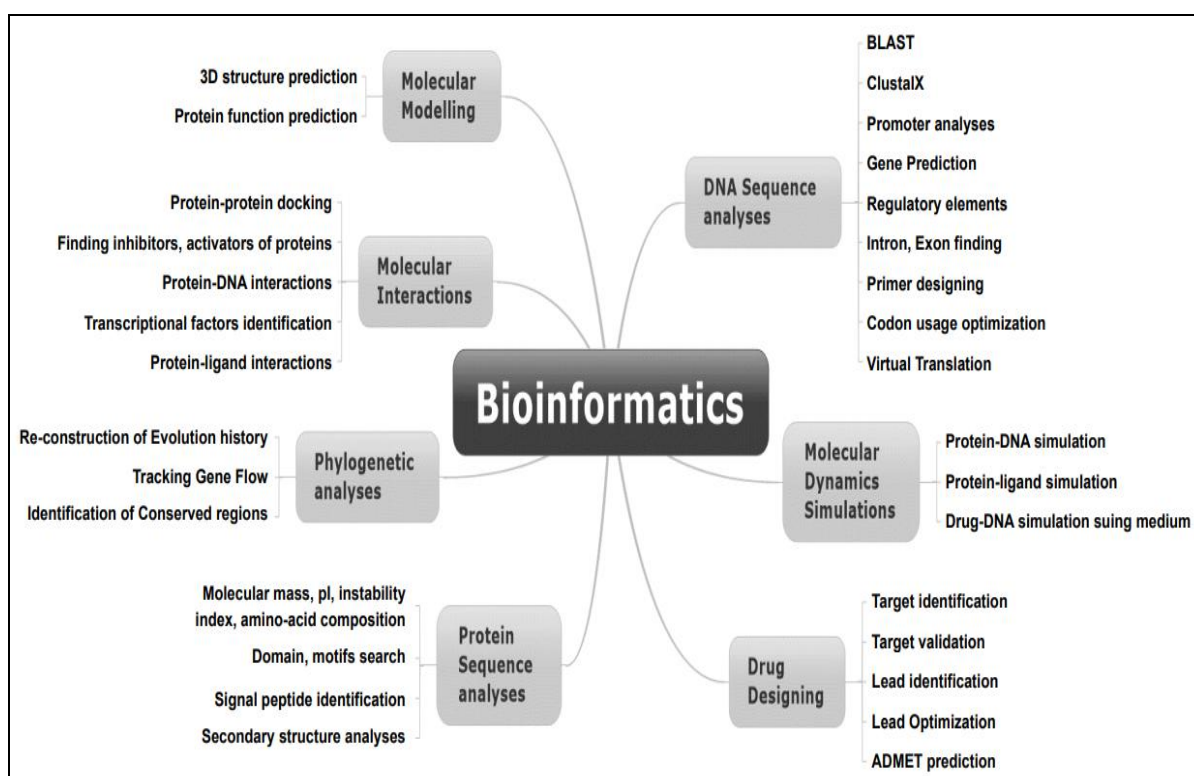 3D structure prediction
Protein function prediction
Molecular
Modelling
Protein-protein docking
Finding inhibitors, activators of proteins
Protein-DNA interactions
Transcriptional factors identification
Protein-ligand interactions
Molecular
Interactions
Re-construction of Evolution history
Tracking Gene Flow
Identification of Conserved regions
Phylogenetic
analyses
Molecular mass, pl, instability
index, amino-acid composition
Domain, motifs search
Signal peptide identification
Secondary structure analyses
Protein
Sequence
analyses
Bioinformatics
DNA Sequence
analyses
BLAST
ClustalX
Promoter analyses
Gene Prediction
Regulatory elements
Intron, Exon finding
Primer designing
Codon usage optimization
Virtual Translation
Molecular
Dynamics
Simulations
Protein-DNA simulation
Protein-ligand simulation
Drug-DNA simulation suing medium
Drug
Designing
Target identification
Target validation
Lead identification
Lead Optimization
ADMET prediction